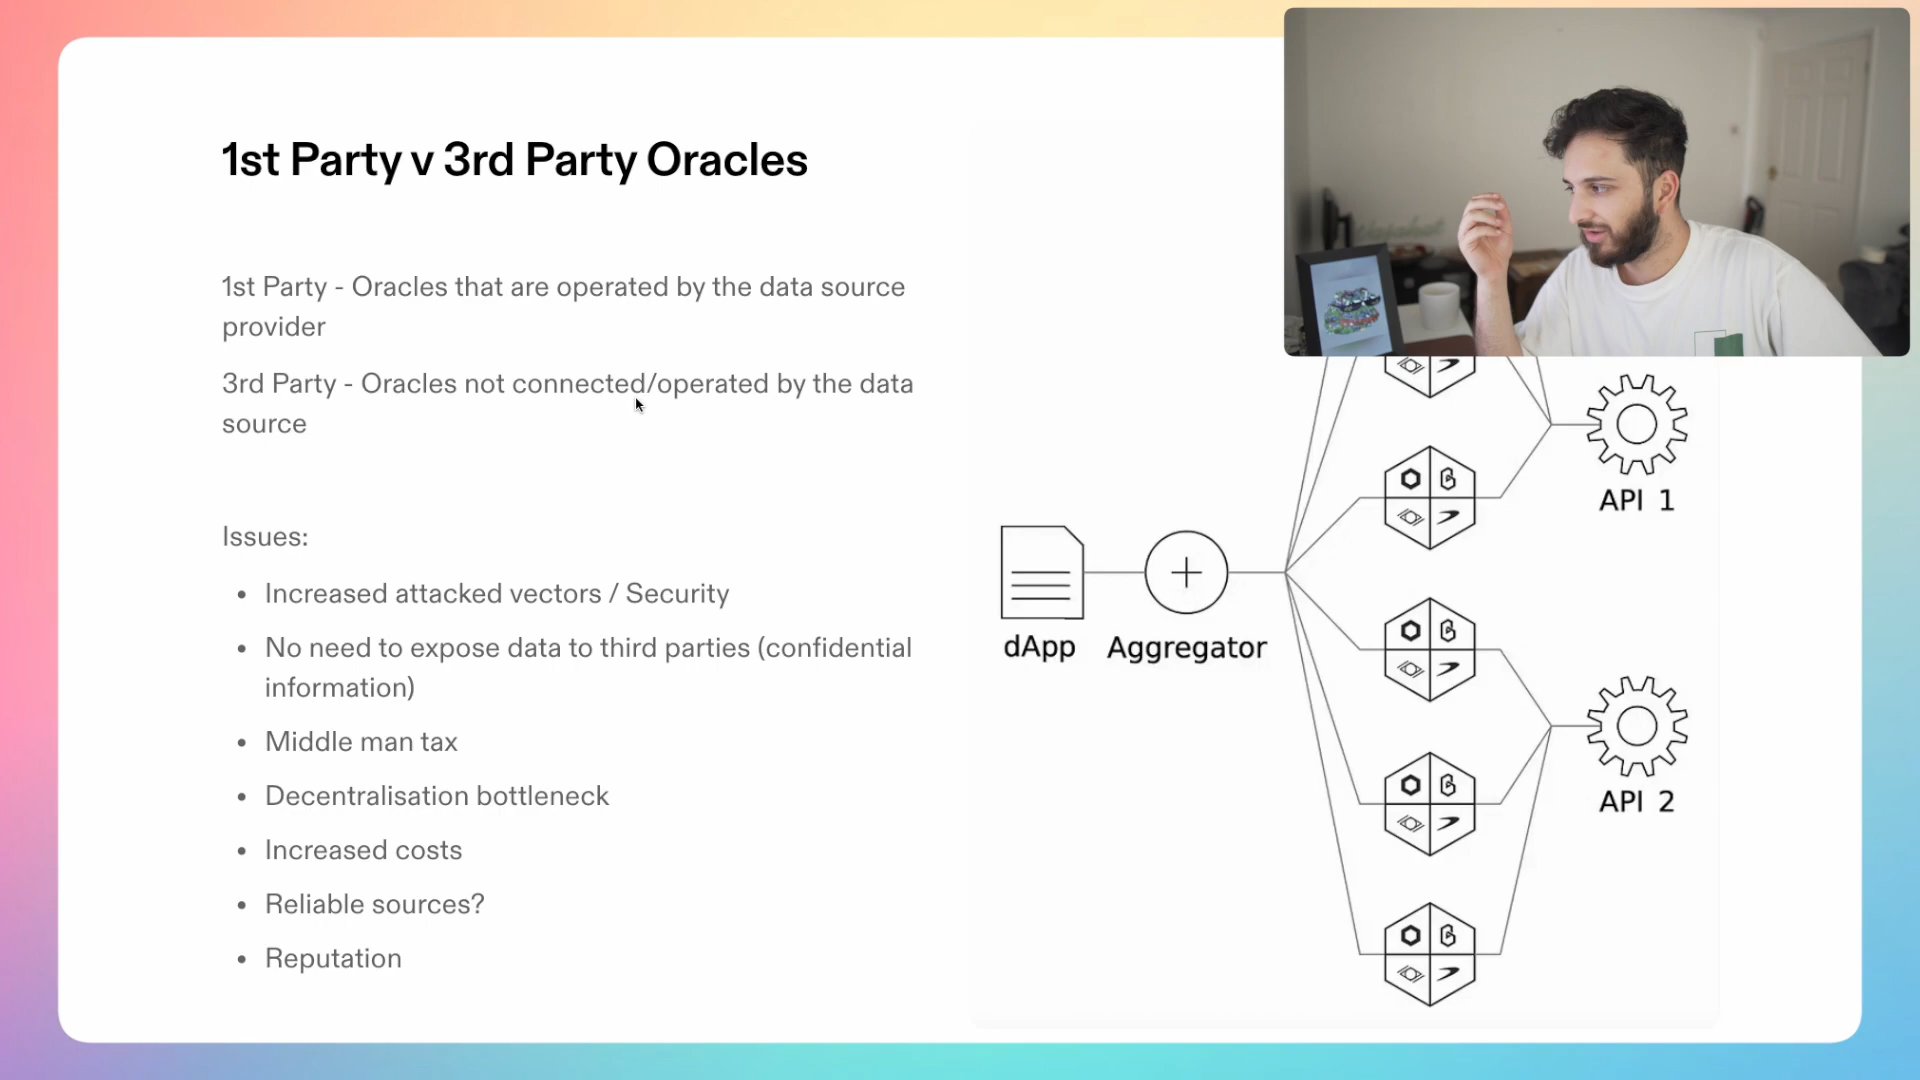 1st Party v 3rd Party Oracles
1st Party - Oracles that are operated by the data source
provider
3rd Party - Oracles not connected/operated by the data
source
Issues:
• Increased attacked vectors / Security
• No need to expose data to third parties (confidential
information)
• Middle man tax
• Decentralisation bottleneck
• Increased costs
• Reliable sources?
• Reputation
API 1
dApp
Aggregator
API 2